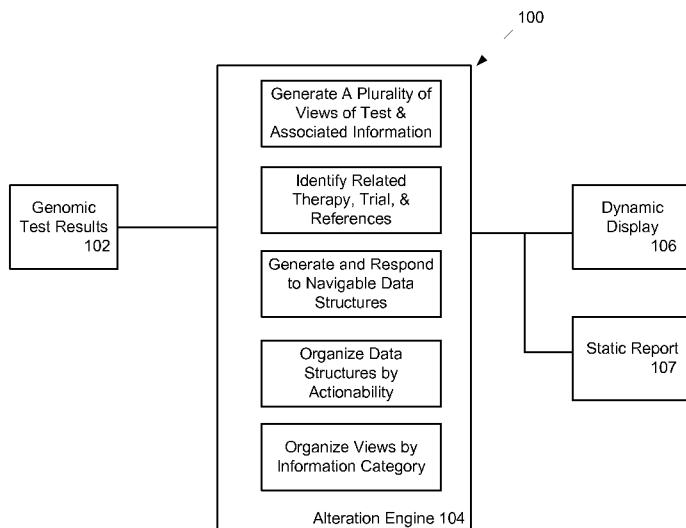 100
Generate A Plurality of
Views of Test &
Associated Information
Identify Related
Therapy, Trial, &
References
Genomic
Test Results
102
Generate and Respond
to Navigable Data
Structures
Dynamic
Display
106
Organize Data
Structures by
Actionability
Static Report
107
Organize Views by
Information Category
Alteration Engine 104